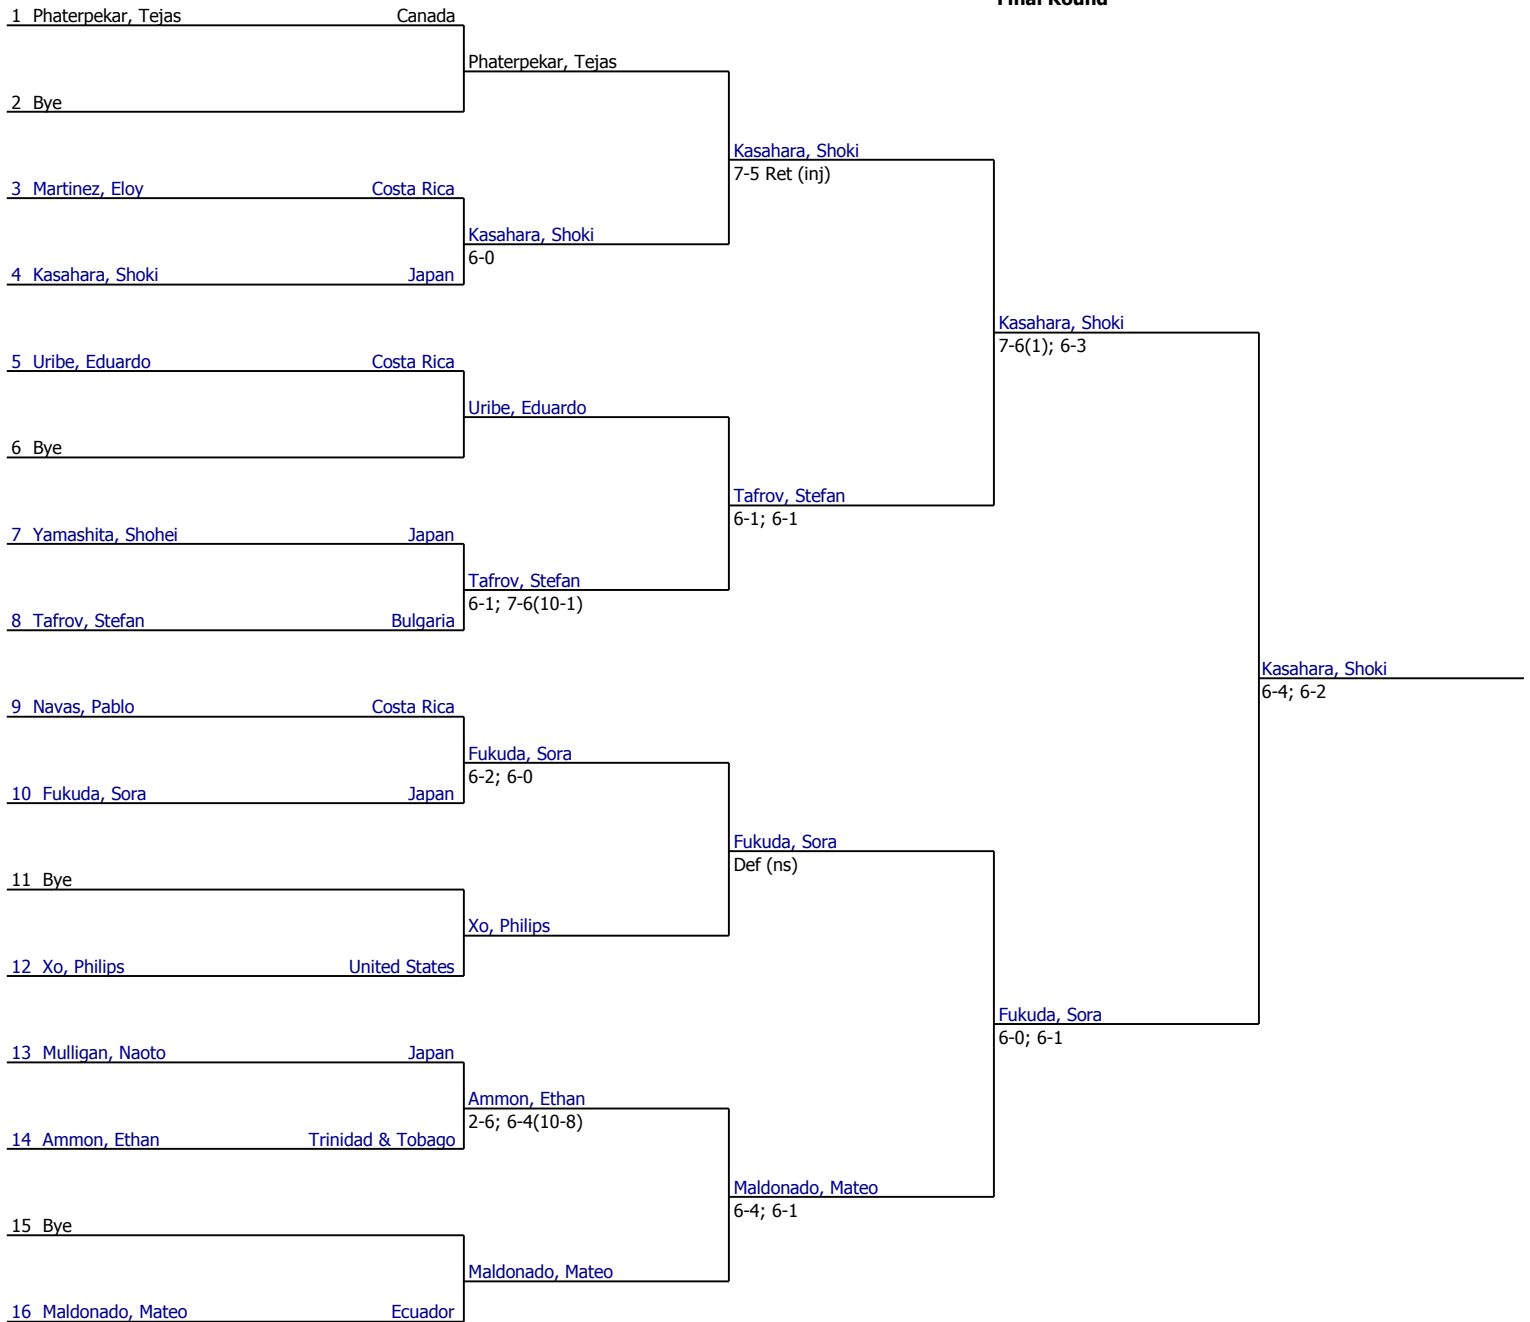 Final Round
1 Phaterpekar, Tejas Canada
Phaterpekar, Tejas
2 Bye
Kasahara, Shoki
7-5 Ret (inj)
3 Martinez, Eloy Costa Rica
Kasahara, Shoki
6-0
4 Kasahara, Shoki Japan
Kasahara, Shoki
7-6(1); 6-3
5 Uribe, Eduardo Costa Rica
Uribe, Eduardo
6 Bye
Tafrov, Stefan
6-1; 6-1
7 Yamashita, Shohei Japan
Tafrov, Stefan
6-1; 7-6(10-1)
8 Tafrov, Stefan Bulgaria
Kasahara, Shoki
6-4; 6-2
9 Navas, Pablo Costa Rica
Fukuda, Sora
6-2; 6-0
10 Fukuda, Sora Japan
Fukuda, Sora
Def (ns)
11 Bye
Xo, Philips
12 Xo, Philips United States
Fukuda, Sora
6-0; 6-1
13 Mulligan, Naoto Japan
Ammon, Ethan
2-6; 6-4(10-8)
14 Ammon, Ethan Trinidad & Tobago
Maldonado, Mateo
6-4; 6-1
15 Bye
Maldonado, Mateo
16 Maldonado, Mateo Ecuador